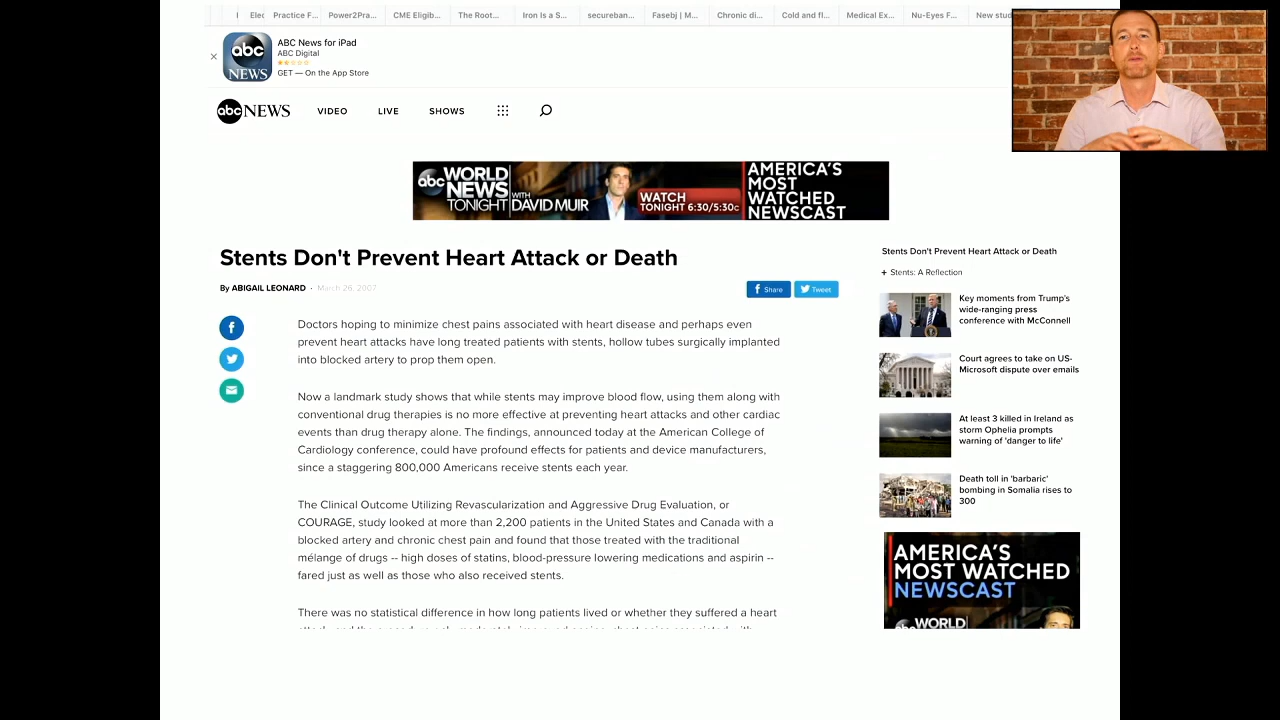 Elec
Practice F...
Power2Pra...
CME Eligib...
The Root...
Iron Is a S...
secureban...
Fasebj | M...
Chronic di...
Cold and fl...
Medical Ex...
Nu-Eyes F...
New stud
ABC News for iPad
ABC Digital
GET — On the App Store
abc
NEWS
abc NEWS
VIDEO
LIVE
SHOWS
abc WORLD NEWS TONIGHT WITH DAVID MUIR
WATCH
TONIGHT 6:30/5:30c
AMERICA'S
MOST
WATCHED
NEWSCAST
Stents Don't Prevent Heart Attack or Death
By ABIGAIL LEONARD · March 26, 2007
Share
Tweet
Doctors hoping to minimize chest pains associated with heart disease and perhaps even
prevent heart attacks have long treated patients with stents, hollow tubes surgically implanted
into blocked artery to prop them open.
Now a landmark study shows that while stents may improve blood flow, using them along with
conventional drug therapies is no more effective at preventing heart attacks and other cardiac
events than drug therapy alone. The findings, announced today at the American College of
Cardiology conference, could have profound effects for patients and device manufacturers,
since a staggering 800,000 Americans receive stents each year.
The Clinical Outcome Utilizing Revascularization and Aggressive Drug Evaluation, or
COURAGE, study looked at more than 2,200 patients in the United States and Canada with a
blocked artery and chronic chest pain and found that those treated with the traditional
mélange of drugs -- high doses of statins, blood-pressure lowering medications and aspirin --
fared just as well as those who also received stents.
There was no statistical difference in how long patients lived or whether they suffered a heart
Stents Don't Prevent Heart Attack or Death
+ Stents: A Reflection
Key moments from Trump's
wide-ranging press
conference with McConnell
Court agrees to take on US-
Microsoft dispute over emails
At least 3 killed in Ireland as
storm Ophelia prompts
warning of 'danger to life'
Death toll in 'barbaric'
bombing in Somalia rises to
300
AMERICA'S
MOST WATCHED
NEWSCAST
abc WORLD